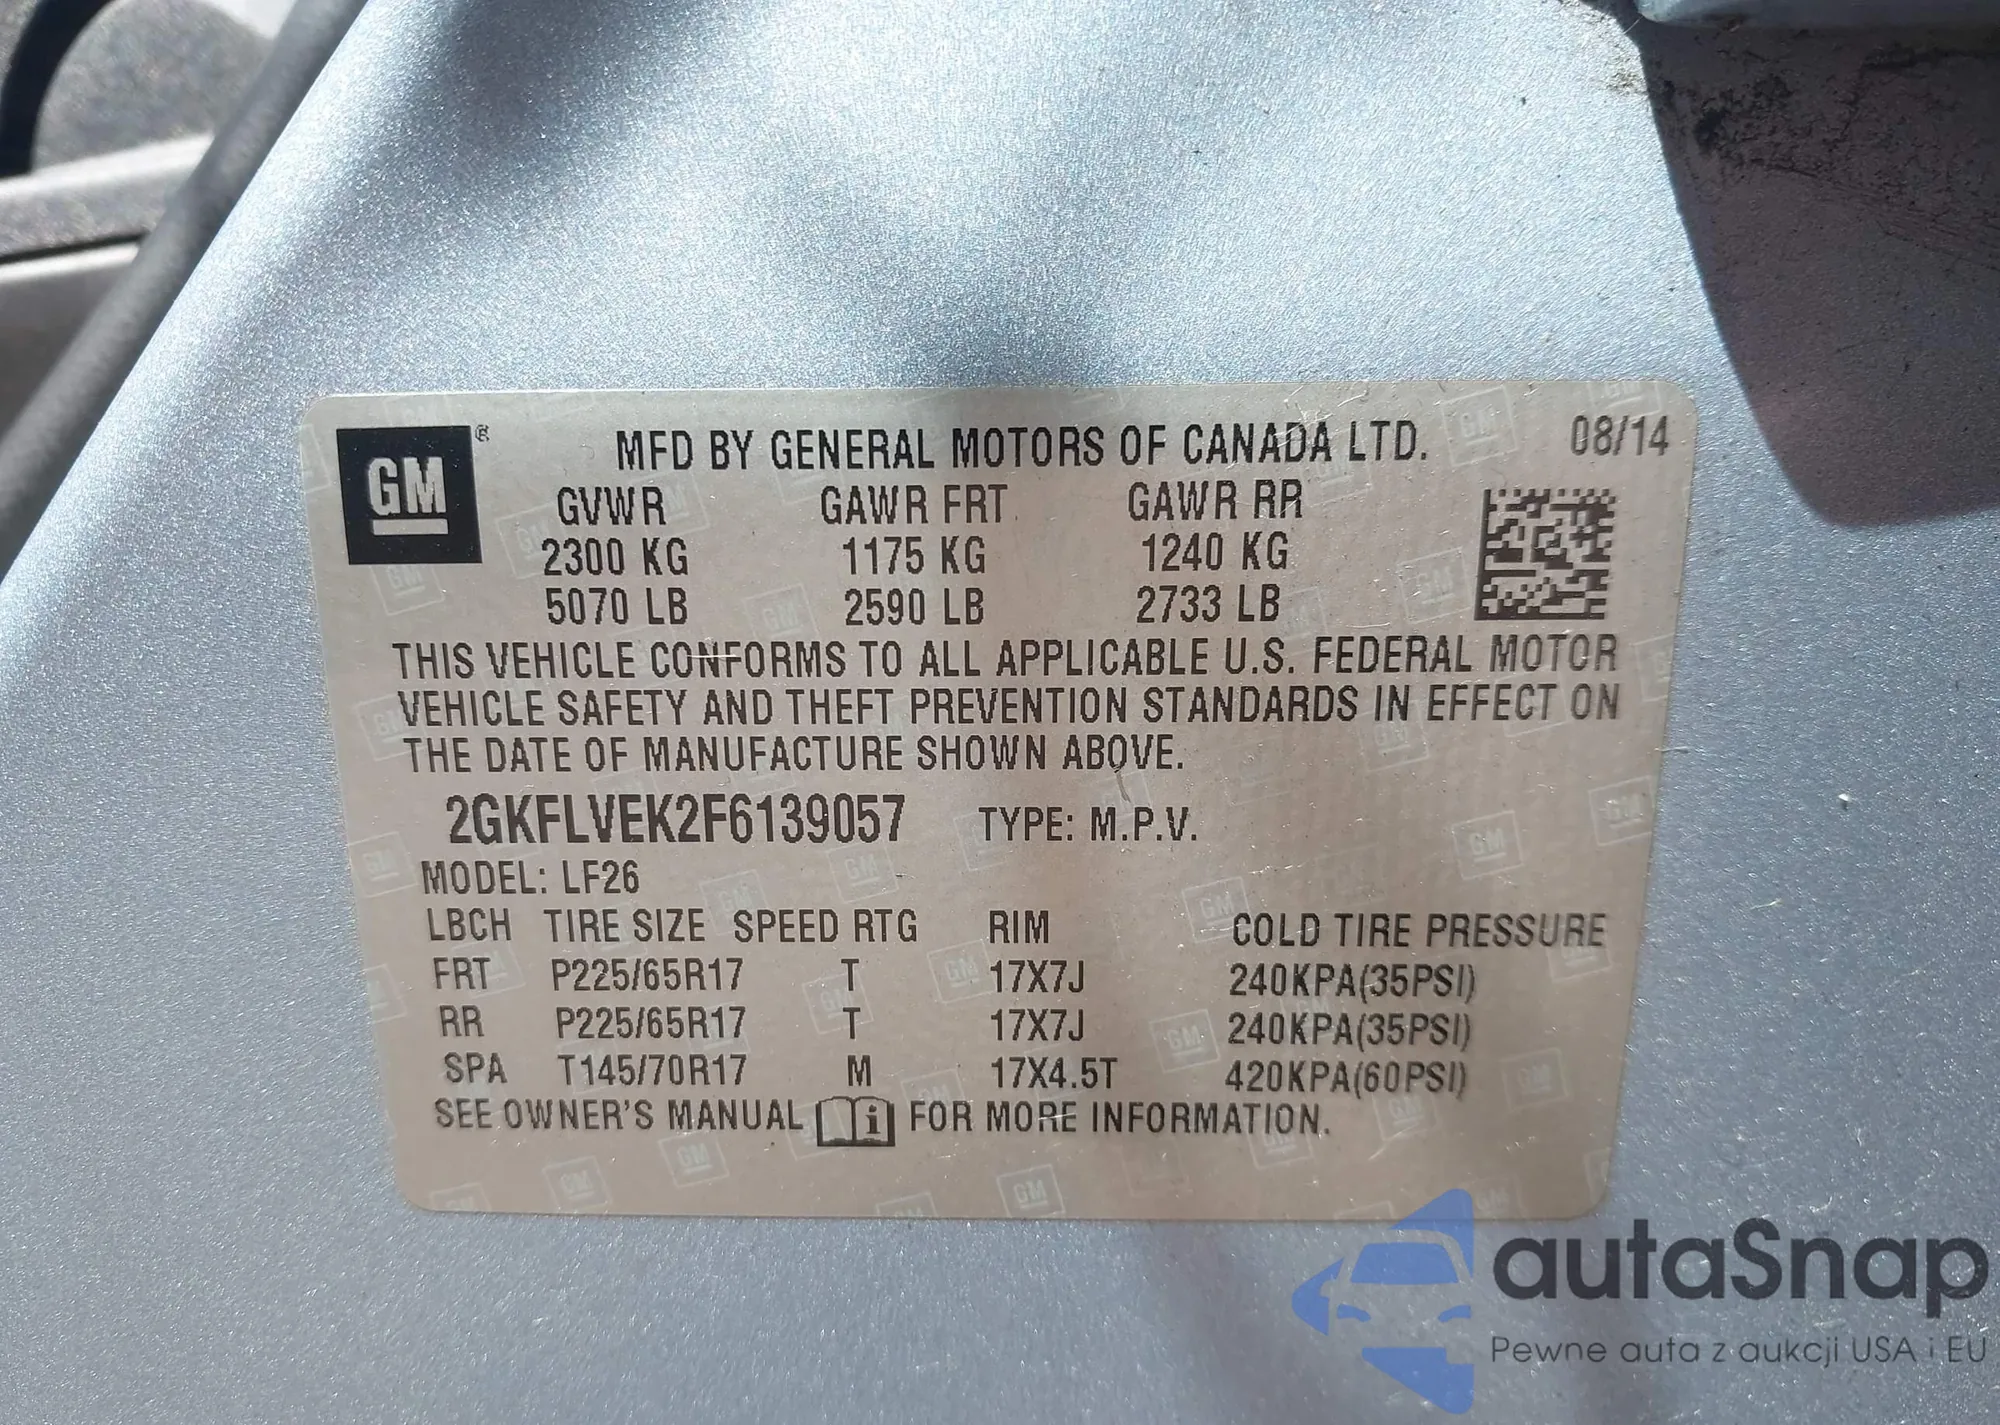 GM ® MFD BY GENERAL MOTORS OF CANADA LTD. 08/14
GVWR GAWR FRT GAWR RR
2300 KG 1175 KG 1240 KG
5070 LB 2590 LB 2733 LB
THIS VEHICLE CONFORMS TO ALL APPLICABLE U.S. FEDERAL MOTOR
VEHICLE SAFETY AND THEFT PREVENTION STANDARDS IN EFFECT ON
THE DATE OF MANUFACTURE SHOWN ABOVE.
2GKFLVEK2F6139057 TYPE: M.P.V.
MODEL: LF26
LBCH TIRE SIZE SPEED RTG RIM COLD TIRE PRESSURE
FRT P225/65R17 T 17X7J 240KPA(35PSI)
RR P225/65R17 T 17X7J 240KPA(35PSI)
SPA T145/70R17 M 17X4.5T 420KPA(60PSI)
SEE OWNER'S MANUAL i FOR MORE INFORMATION.
autaSnap
Pewne auta z aukcji USA i EU